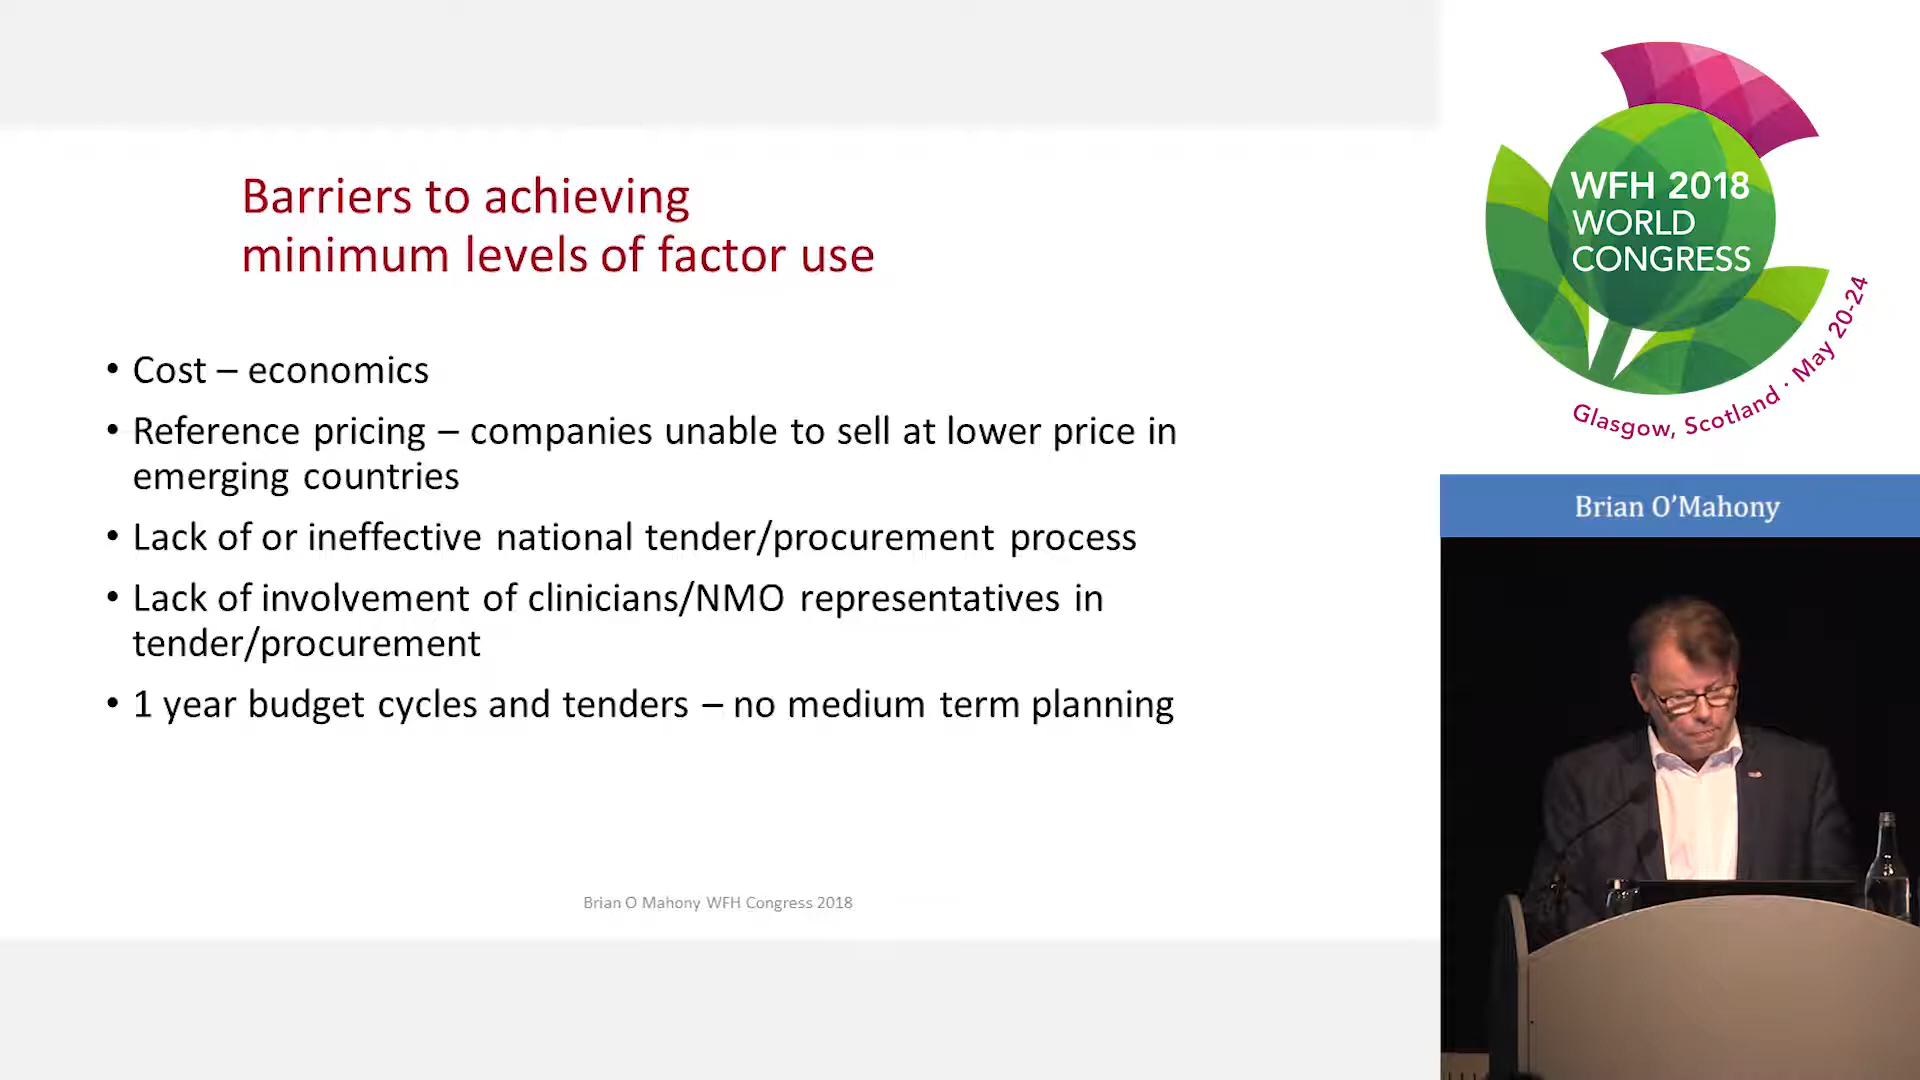 Barriers to achieving
minimum levels of factor use
• Cost – economics
• Reference pricing – companies unable to sell at lower price in
emerging countries
• Lack of or ineffective national tender/procurement process
• Lack of involvement of clinicians/NMO representatives in
tender/procurement
• 1 year budget cycles and tenders – no medium term planning
Brian O Mahony WFH Congress 2018
WFH 2018
WORLD
CONGRESS
Glasgow, Scotland · May 20-24
Brian O’Mahony